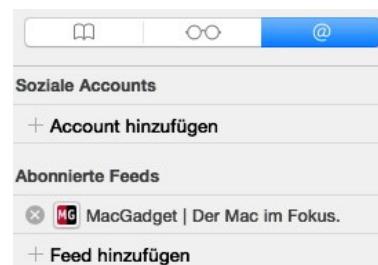 @
Soziale Accounts
+ Account hinzufügen
Abonnierte Feeds
MG MacGadget | Der Mac im Fokus.
+ Feed hinzufügen